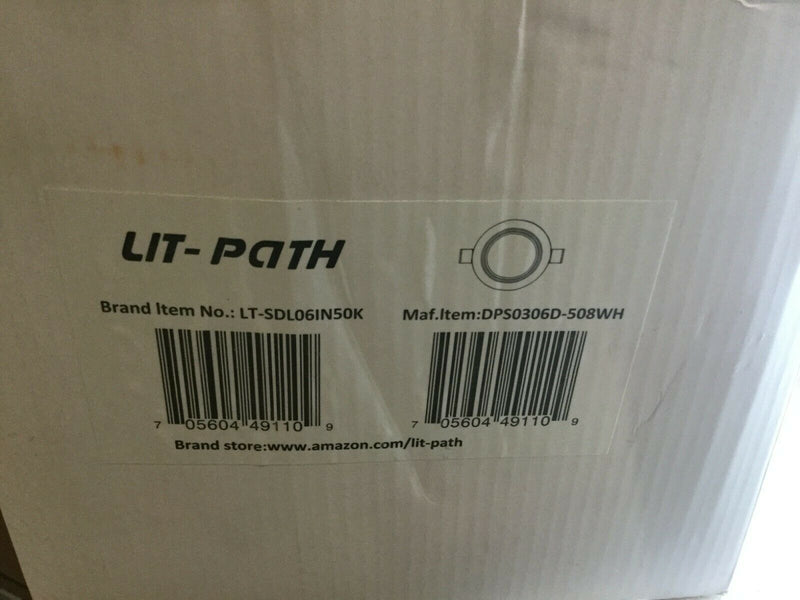 LIT- PATH
Brand Item No.: LT-SDL06IN50K
Maf.Item:DPS0306D-508WH
7 05604 49110 9
7 05604 49110 9
Brand store:www.amazon.com/lit-path